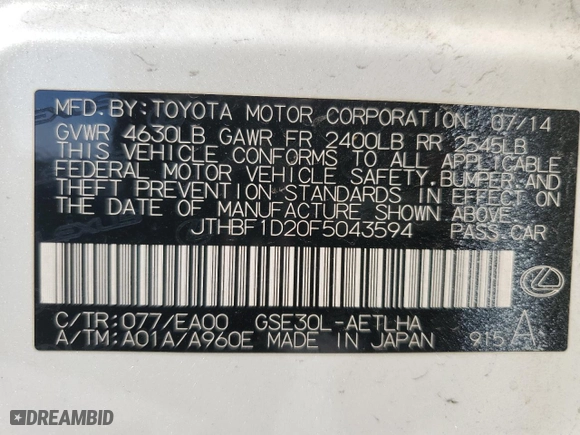 MFD. BY: TOYOTA MOTOR CORPORATION 07/14
GVWR 4630LB GAWR FR 2400LB RR 2545LB
THIS VEHICLE CONFORMS TO ALL APPLICABLE
FEDERAL MOTOR VEHICLE SAFETY, BUMPER, AND
THEFT PREVENTION STANDARDS IN EFFECT ON
THE DATE OF MANUFACTURE SHOWN ABOVE.
JTHBF1D20F5043594 PASS. CAR
C/TR: 077/EA00 GSE30L-AETLHA
A/TM: A01A/A960E MADE IN JAPAN 915 A
DREAMBID